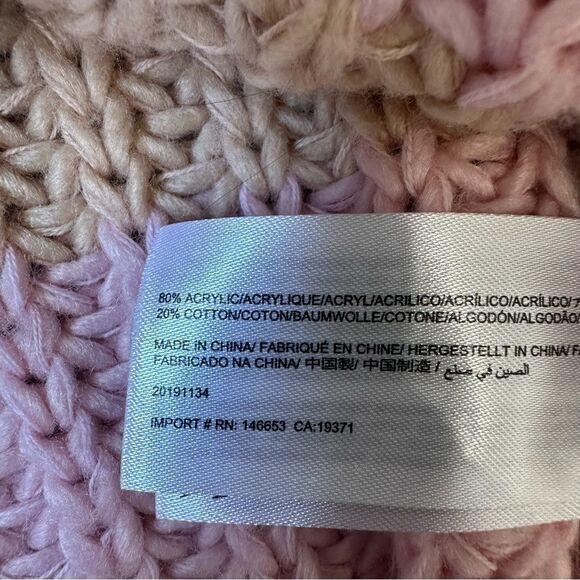 80% ACRYLIC/ACRYLIQUE/ACRYL/ACRILICO/ACRÍLICO/ACRÍLICO/
20% COTTON/COTON/BAUMWOLLE/COTONE/ALGODÓN/ALGODÃO/
MADE IN CHINA/ FABRIQUÉ EN CHINE/ HERGESTELLT IN CHINA/
FABRICADO NA CHINA/ 中国製/ 中国制造 / الصين في صنع
20191134
IMPORT # RN: 146653 CA:19371